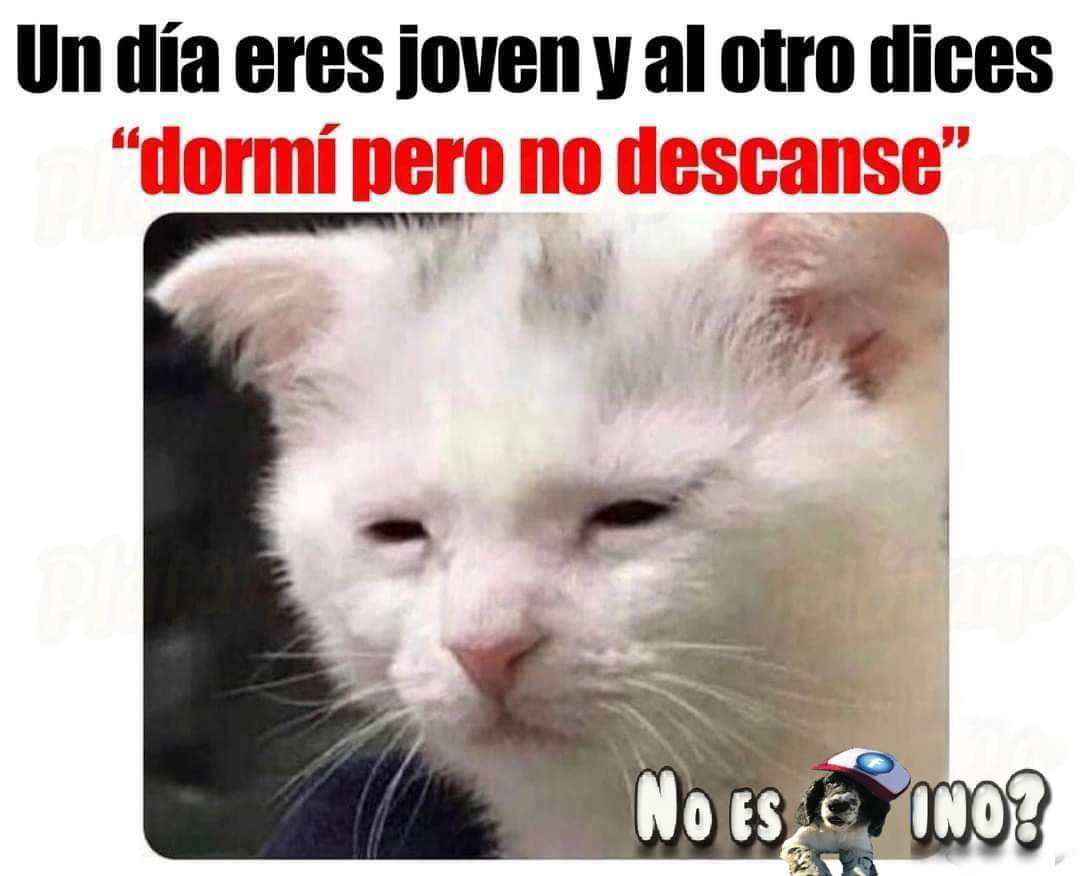 Un día eres joven y al otro dices
“dormí pero no descanse”
No es INO?